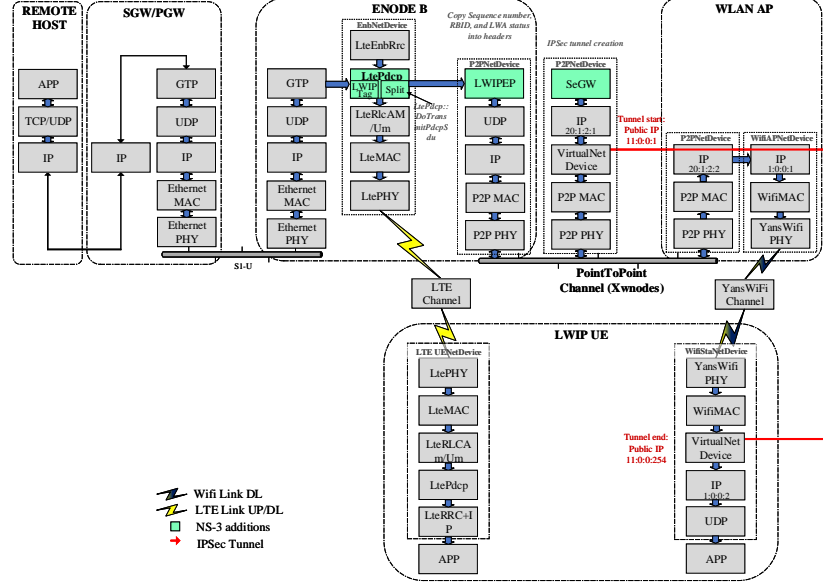 REMOTE
HOST
APP
TCP/UDP
IP
SGW/PGW
IP
GTP
UDP
IP
Ethernet
MAC
Ethernet
PHY
S1-U
ENODE B
GTP
UDP
IP
Ethernet
MAC
Ethernet
PHY
EnbNetDevice
LteEnbRrc
LtePdcp
LWIP
Tag
Split
LteRlcAM
/Um
LteMAC
LtePHY
LtePdcp::
DoTrans
mitPdcpS
du
Copy Sequence number,
RBID, and LWA status
into headers
P2PNetDevice
LWIPEP
UDP
IP
P2P MAC
P2P PHY
IPSec tunnel creation
P2PNetDevice
SeGW
IP
20:1:2:1
VirtualNet
Device
P2P MAC
P2P PHY
Tunnel start:
Public IP
11:0:0:1
WLAN AP
P2PNetDevice
IP
20:1:2:2
P2P MAC
P2P PHY
WifiAPNetDevice
IP
1:0:0:1
WifiMAC
YansWifi
PHY
PointToPoint
Channel (Xwnodes)
LTE
Channel
YansWiFi
Channel
LWIP UE
LTE UENetDevice
LtePHY
LteMAC
LteRLCA
m/Um
LtePdcp
LteRRC+I
P
APP
WifiStaNetDevice
YansWifi
PHY
WifiMAC
VirtualNet
Device
IP
1:0:0:2
UDP
APP
Tunnel end:
Public IP
11:0:0:254
Wifi Link DL
LTE Link UP/DL
NS-3 additions
IPSec Tunnel